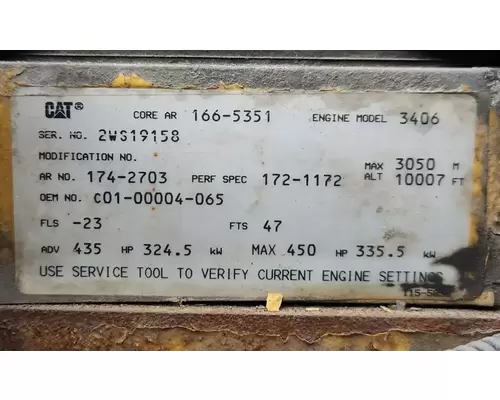 CAT® CORE AR 166-5351 ENGINE MODEL 3406
SER. NO. 2WS19158
MODIFICATION NO. MAX 3050 M
AR NO. 174-2703 PERF SPEC 172-1172 ALT 10007 FT
OEM NO. C01-00004-065
FLS -23 FTS 47
ADV 435 HP 324.5 kW MAX 450 HP 335.5 kW
USE SERVICE TOOL TO VERIFY CURRENT ENGINE SETTINGS